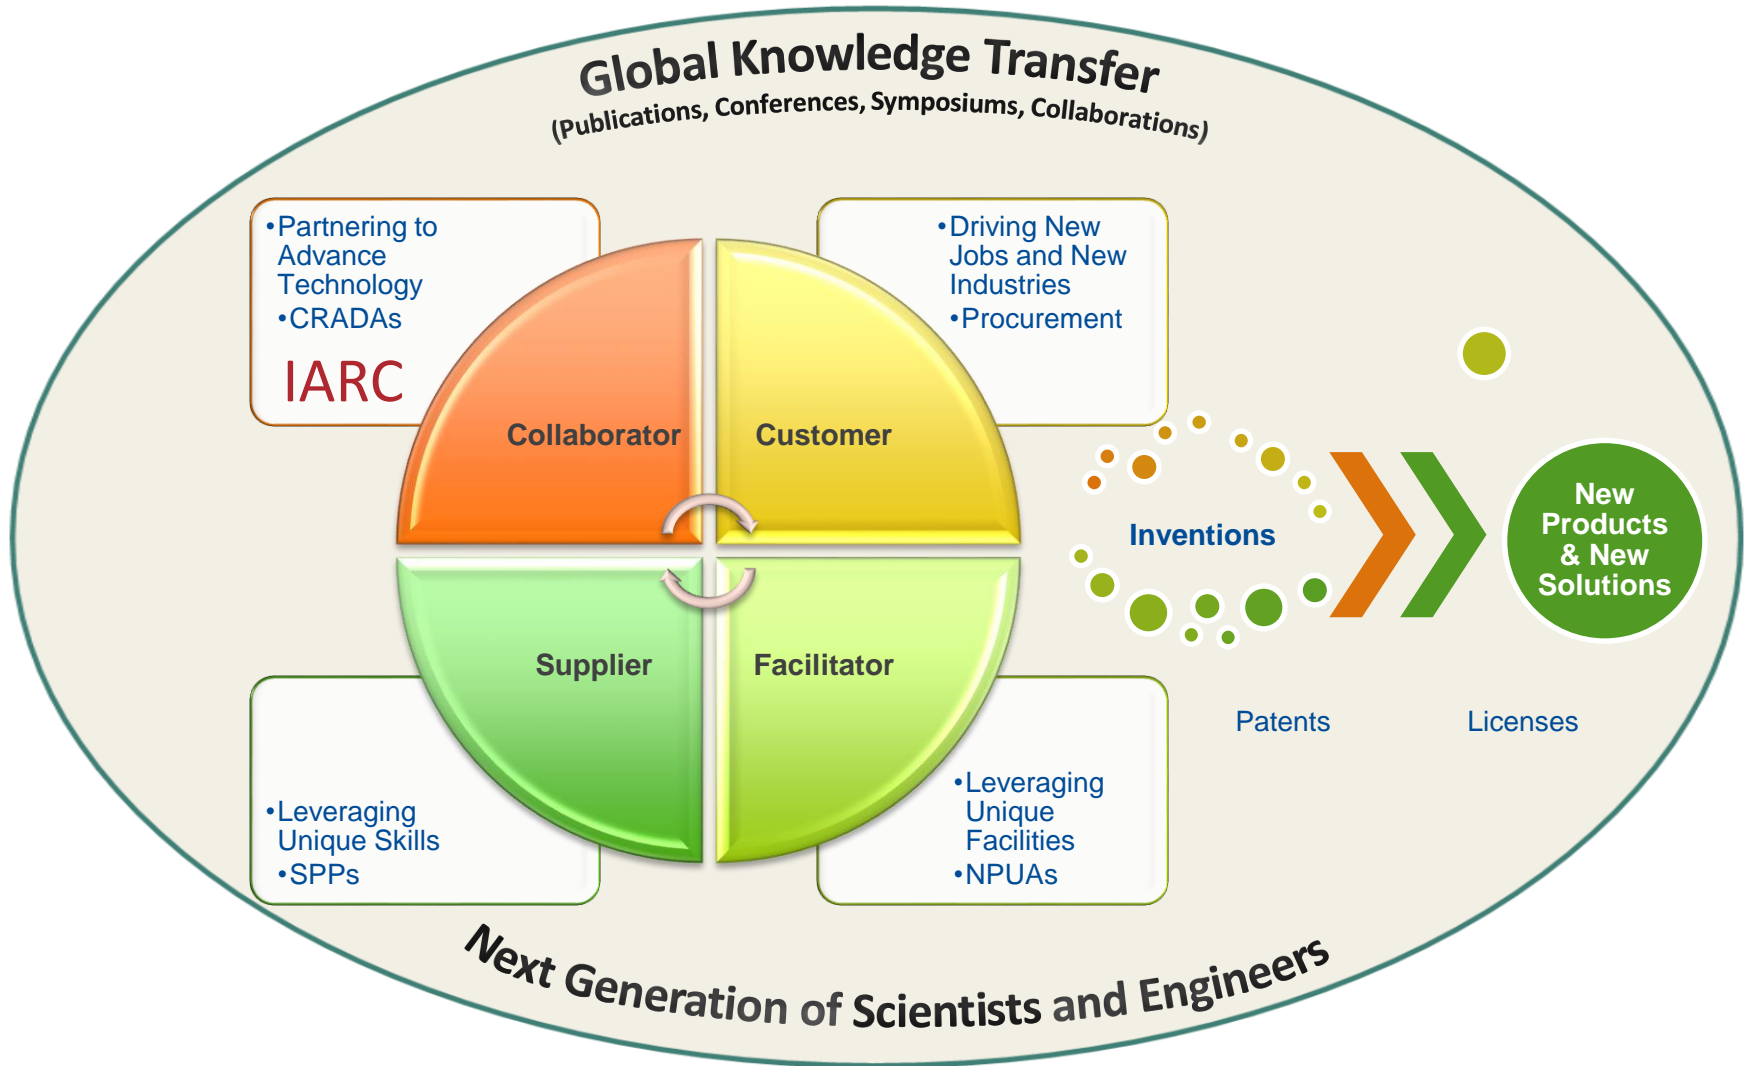 Global Knowledge Transfer
(Publications, Conferences, Symposiums, Collaborations)
•Partnering to
Advance
Technology
•CRADAs
IARC
•Driving New
Jobs and New
Industries
•Procurement
Collaborator
Customer
Supplier
Facilitator
•Leveraging
Unique Skills
•SPPs
•Leveraging
Unique
Facilities
•NPUAs
Inventions
New
Products
& New
Solutions
Patents
Licenses
Next Generation of Scientists and Engineers